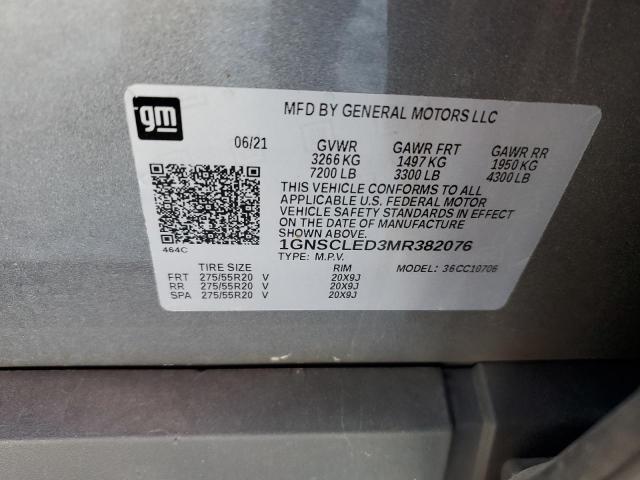 gm
MFD BY GENERAL MOTORS LLC
06/21 GVWR GAWR FRT GAWR RR
3266 KG 1497 KG 1950 KG
7200 LB 3300 LB 4300 LB
THIS VEHICLE CONFORMS TO ALL
APPLICABLE U.S. FEDERAL MOTOR
VEHICLE SAFETY STANDARDS IN EFFECT
ON THE DATE OF MANUFACTURE
SHOWN ABOVE.
464C 1GNSCLED3MR382076
TYPE: M.P.V. MODEL: 36CC10706
TIRE SIZE RIM
FRT 275/55R20 V 20X9J
RR 275/55R20 V 20X9J
SPA 275/55R20 V 20X9J